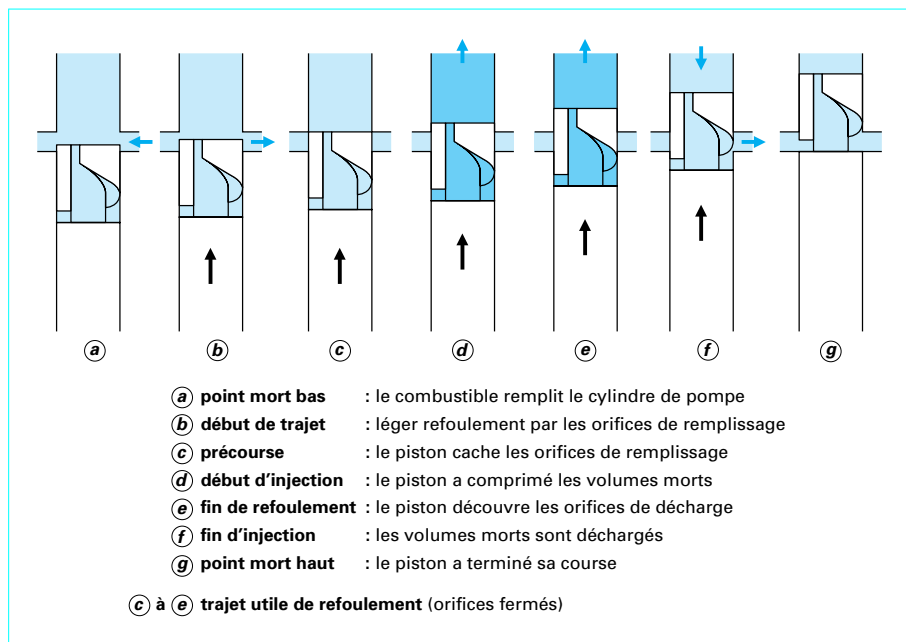 a b c d e f g
a point mort bas : le combustible remplit le cylindre de pompe
b début de trajet : léger refoulement par les orifices de remplissage
c précourse : le piston cache les orifices de remplissage
d début d’injection : le piston a comprimé les volumes morts
e fin de refoulement : le piston découvre les orifices de décharge
f fin d’injection : les volumes morts sont déchargés
g point mort haut : le piston a terminé sa course
c à e trajet utile de refoulement (orifices fermés)